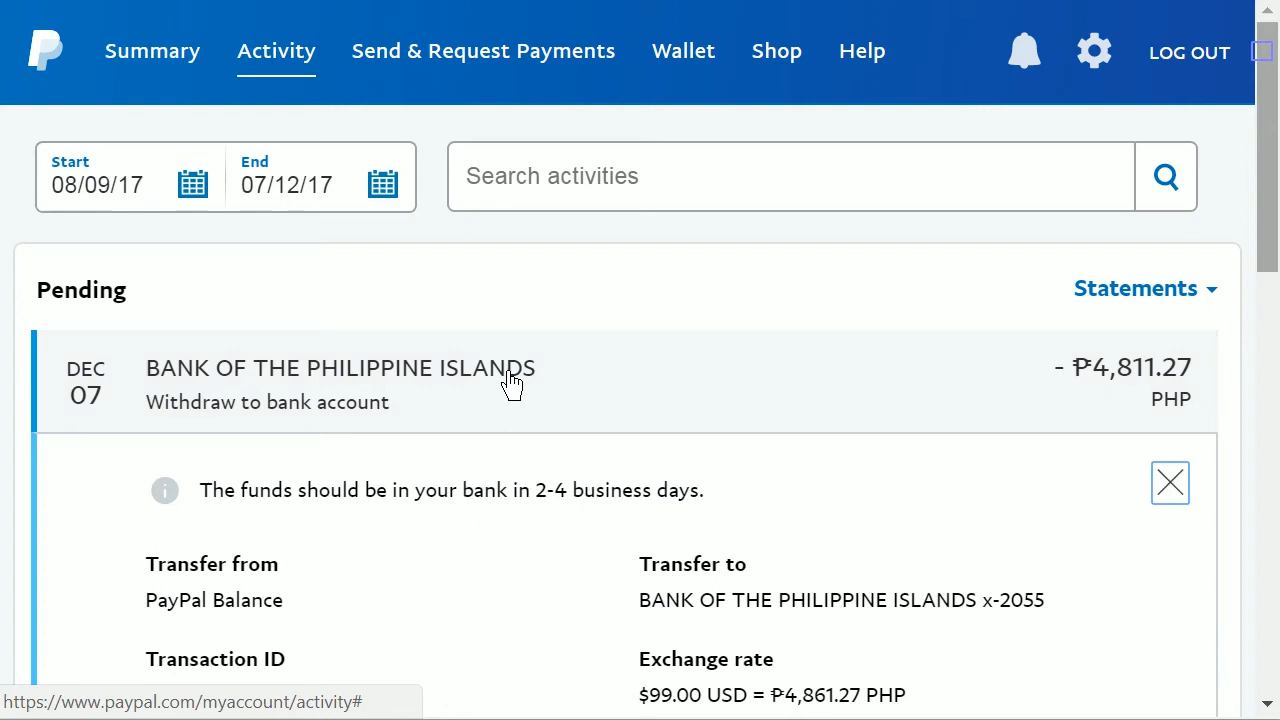 Summary Activity Send & Request Payments Wallet Shop Help LOG OUT
Start End
08/09/17 07/12/17 Search activities
Pending Statements
DEC BANK OF THE PHILIPPINE ISLANDS - ₱4,811.27
07 Withdraw to bank account PHP
The funds should be in your bank in 2-4 business days.
Transfer from Transfer to
PayPal Balance BANK OF THE PHILIPPINE ISLANDS x-2055
Transaction ID Exchange rate
$99.00 USD = ₱4,861.27 PHP
https://www.paypal.com/myaccount/activity#